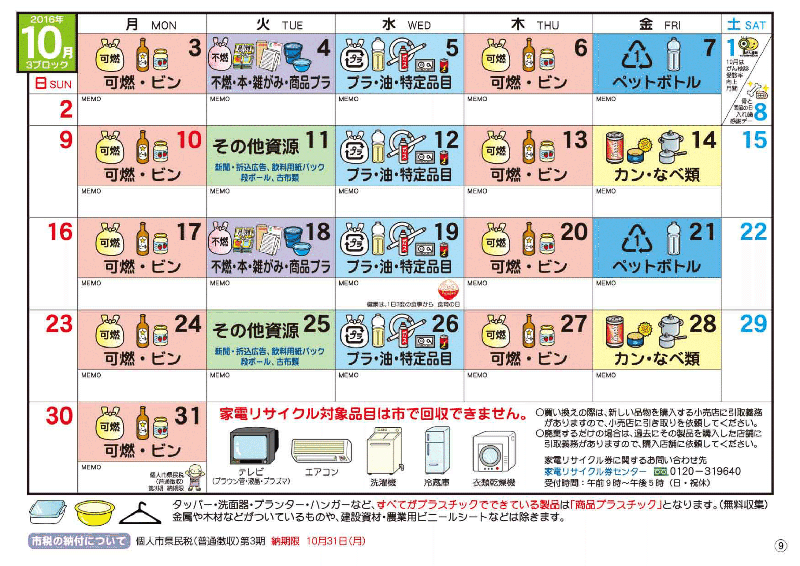 2016年
10月
3ブロック
月 MON
火 TUE
水 WED
木 THU
金 FRI
土 SAT
日 SUN
1
10月は
がん検診
受診率
向上
月間
2
可燃 3
可燃・ビン
MEMO
不燃 4
不燃・本・雑がみ・商品プラ
MEMO
プラ 5
プラ・油・特定品目
MEMO
可燃 6
可燃・ビン
MEMO
1 7
ペットボトル
MEMO
8
9
可燃 10
可燃・ビン
MEMO
その他資源 11
新聞・折込広告、飲料用紙パック
段ボール、古布類
MEMO
プラ 12
プラ・油・特定品目
MEMO
可燃 13
可燃・ビン
MEMO
14
カン・なべ類
MEMO
15
16
可燃 17
可燃・ビン
MEMO
不燃 18
不燃・本・雑がみ・商品プラ
MEMO
プラ 19
プラ・油・特定品目
MEMO
食育の日
可燃 20
可燃・ビン
MEMO
1 21
ペットボトル
MEMO
22
23
可燃 24
可燃・ビン
MEMO
その他資源 25
新聞・折込広告、飲料用紙パック
段ボール、古布類
MEMO
プラ 26
プラ・油・特定品目
MEMO
可燃 27
可燃・ビン
MEMO
28
カン・なべ類
MEMO
29
30
可燃 31
可燃・ビン
MEMO
個人市県民税
(普通徴収)
第3期 納期限
家電リサイクル対象品目は市で回収できません。
テレビ
(ブラウン管・液晶・プラズマ)
エアコン
洗濯機
冷蔵庫
衣類乾燥機
○買い換えの際は、新しい品物を購入する小売店に引取義務
がありますので、小売店に引き取りを依頼してください。
○廃棄するだけの場合は、過去にその製品を購入した店舗に
引取義務がありますので、購入店舗に依頼してください。
家電リサイクル券に関するお問い合わせ先
家電リサイクル券センター 0120-319640
受付時間：午前9時〜午後5時（日・祝休）
タッパー・洗面器・プランター・ハンガーなど、すべてがプラスチックでできている製品は「商品プラスチック」となります。（無料収集）
金属や木材などがついているものや、建設資材・農業用ビニールシートなどは除きます。
市税の納付について 個人市県民税(普通徴収)第3期 納期限 10月31日(月)
⑨